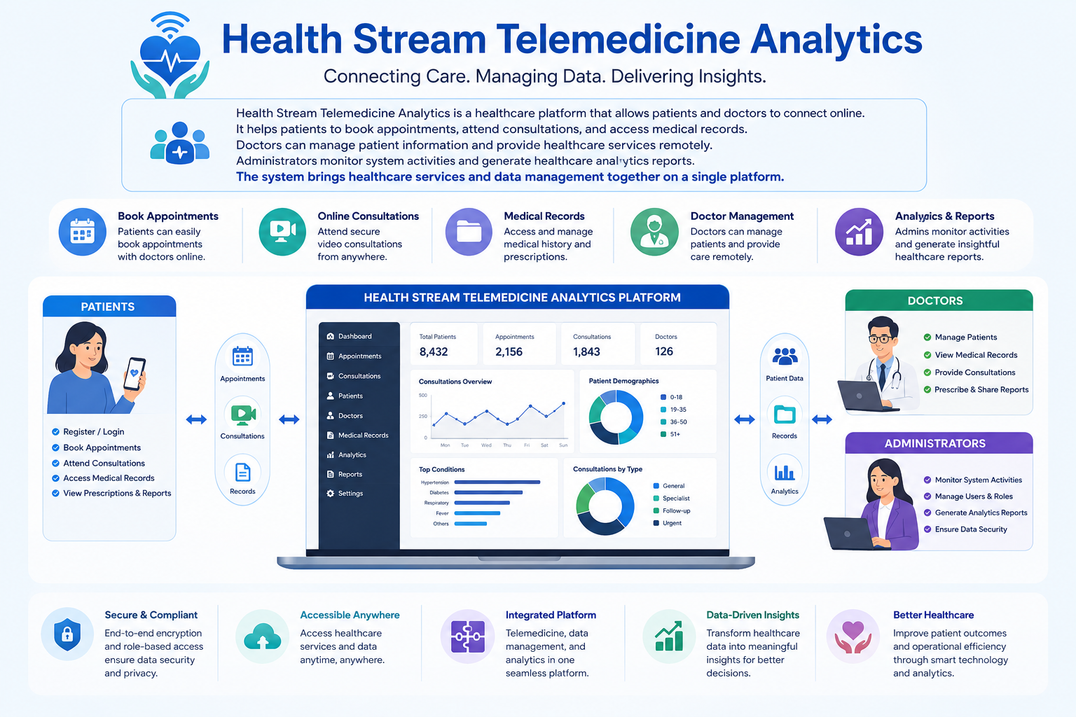 Health Stream Telemedicine Analytics
Connecting Care. Managing Data. Delivering Insights.
Health Stream Telemedicine Analytics is a healthcare platform that allows patients and doctors to connect online.
It helps patients to book appointments, attend consultations, and access medical records.
Doctors can manage patient information and provide healthcare services remotely.
Administrators monitor system activities and generate healthcare analytics reports.
The system brings healthcare services and data management together on a single platform.
Book Appointments
Patients can easily
book appointments
with doctors online.
Online Consultations
Attend secure
video consultations
from anywhere.
Medical Records
Access and manage
medical history and
prescriptions.
Doctor Management
Doctors can manage
patients and provide
care remotely.
Analytics & Reports
Admins monitor activities
and generate insightful
healthcare reports.
PATIENTS
Register / Login
Book Appointments
Attend Consultations
Access Medical Records
View Prescriptions & Reports
Appointments
Consultations
Records
HEALTH STREAM TELEMEDICINE ANALYTICS PLATFORM
Dashboard
Appointments
Consultations
Patients
Doctors
Medical Records
Analytics
Reports
Settings
Total Patients
8,432
Appointments
2,156
Consultations
1,843
Doctors
126
Consultations Overview
500
250
0
Mon Tue Wed Thu Fri Sat Sun
Patient Demographics
0-18
19-35
36-50
51+
Top Conditions
Hypertension
Diabetes
Respiratory
Fever
Others
Consultations by Type
General
Specialist
Follow-up
Urgent
Patient Data
Records
Analytics
DOCTORS
Manage Patients
View Medical Records
Provide Consultations
Prescribe & Share Reports
ADMINISTRATORS
Monitor System Activities
Manage Users & Roles
Generate Analytics Reports
Ensure Data Security
Secure & Compliant
End-to-end encryption
and role-based access
ensure data security
and privacy.
Accessible Anywhere
Access healthcare
services and data
anytime, anywhere.
Integrated Platform
Telemedicine, data
management, and
analytics in one
seamless platform.
Data-Driven Insights
Transform healthcare
data into meaningful
insights for better
decisions.
Better Healthcare
Improve patient outcomes
and operational efficiency
through smart technology
and analytics.